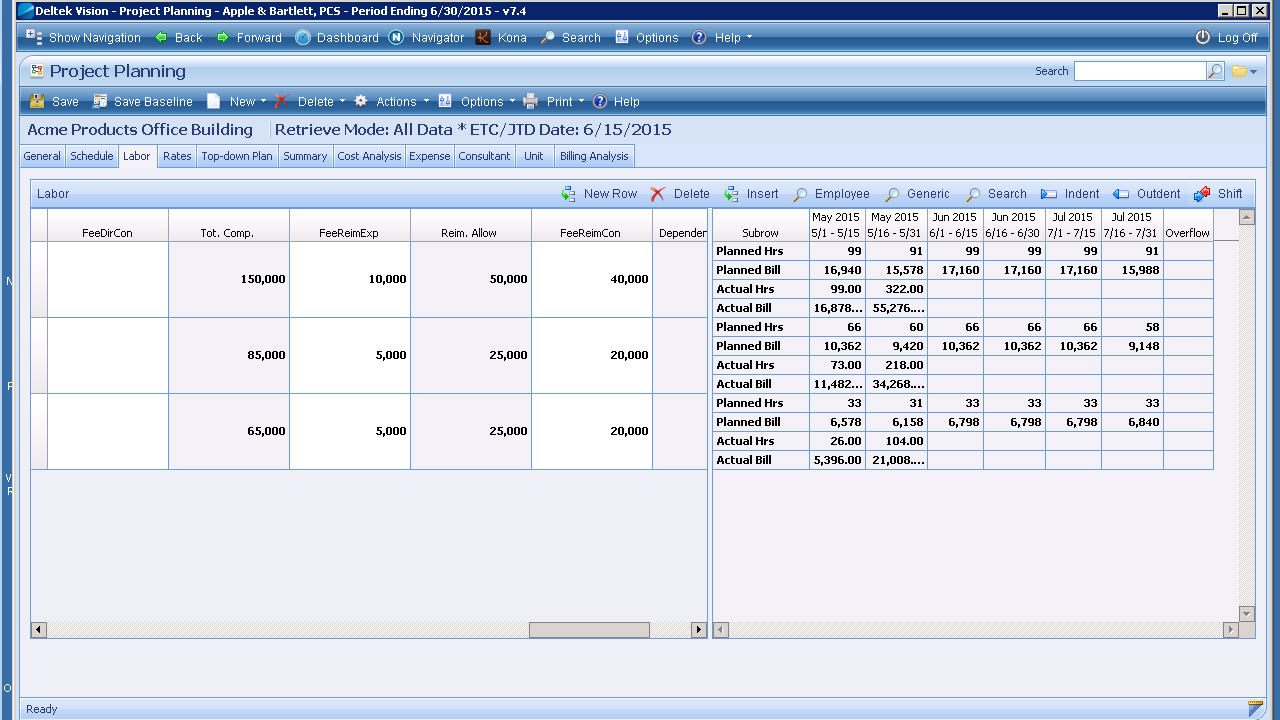 Deltek Vision - Project Planning - Apple & Bartlett, PCS - Period Ending 6/30/2015 - v7.4
Show Navigation Back Forward Dashboard Navigator Kona Search Options Help Log Off
Project Planning Search
Save Save Baseline New Delete Actions Options Print Help
Acme Products Office Building Retrieve Mode: All Data * ETC/JTD Date: 6/15/2015
General Schedule Labor Rates Top-down Plan Summary Cost Analysis Expense Consultant Unit Billing Analysis
Labor New Row Delete Insert Employee Generic Search Indent Outdent Shift
May 2015 May 2015 Jun 2015 Jun 2015 Jul 2015 Jul 2015
FeeDirCon Tot. Comp. FeeReimExp Reim. Allow FeeReimCon Depender Subrow 5/1 - 5/15 5/16 - 5/31 6/1 - 6/15 6/16 - 6/30 7/1 - 7/15 7/16 - 7/31 Overflow
Planned Hrs 99 91 99 99 99 91
Planned Bill 16,940 15,578 17,160 17,160 17,160 15,988
150,000 10,000 50,000 40,000
Actual Hrs 99.00 322.00
Actual Bill 16,878... 55,276....
Planned Hrs 66 60 66 66 66 58
Planned Bill 10,362 9,420 10,362 10,362 10,362 9,148
85,000 5,000 25,000 20,000
Actual Hrs 73.00 218.00
Actual Bill 11,482... 34,268....
Planned Hrs 33 31 33 33 33 33
Planned Bill 6,578 6,158 6,798 6,798 6,798 6,840
65,000 5,000 25,000 20,000
Actual Hrs 26.00 104.00
Actual Bill 5,396.00 21,008....
Ready